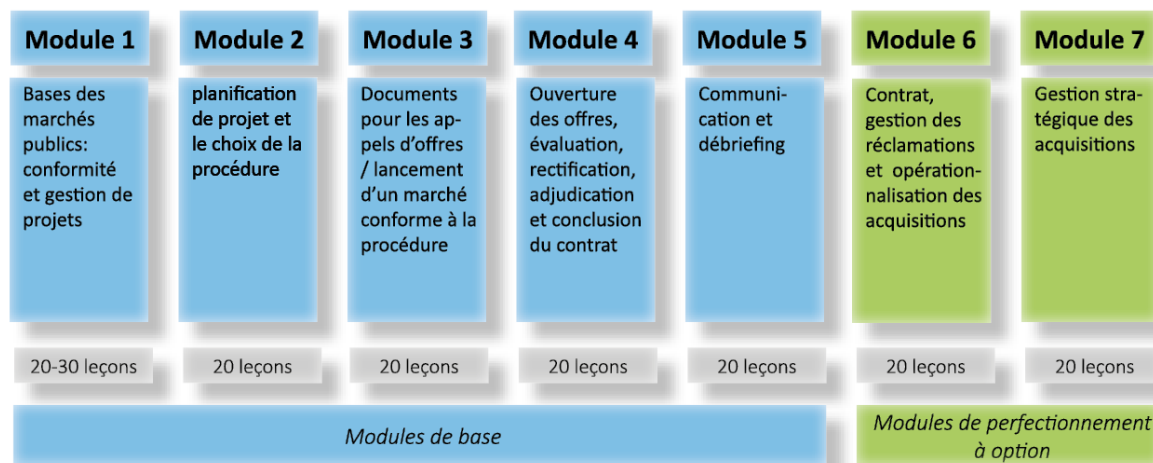 Module 1
Bases des
marchés
publics:
conformité
et gestion de
projets
20-30 leçons
Module 2
planification
de projet et
le choix de la
procédure
20 leçons
Module 3
Documents
pour les ap-
pels d'offres
/ lancement
d'un marché
conforme à la
procédure
20 leçons
Module 4
Ouverture
des offres,
évaluation,
rectification,
adjudication
et conclusion
du contrat
20 leçons
Module 5
Communi-
cation et
débriefing
20 leçons
Module 6
Contrat,
gestion des
réclamations
et opération-
nalisation des
acquisitions
20 leçons
Module 7
Gestion stra-
tégique des
acquisitions
20 leçons
Modules de base
Modules de perfectionnement
à option